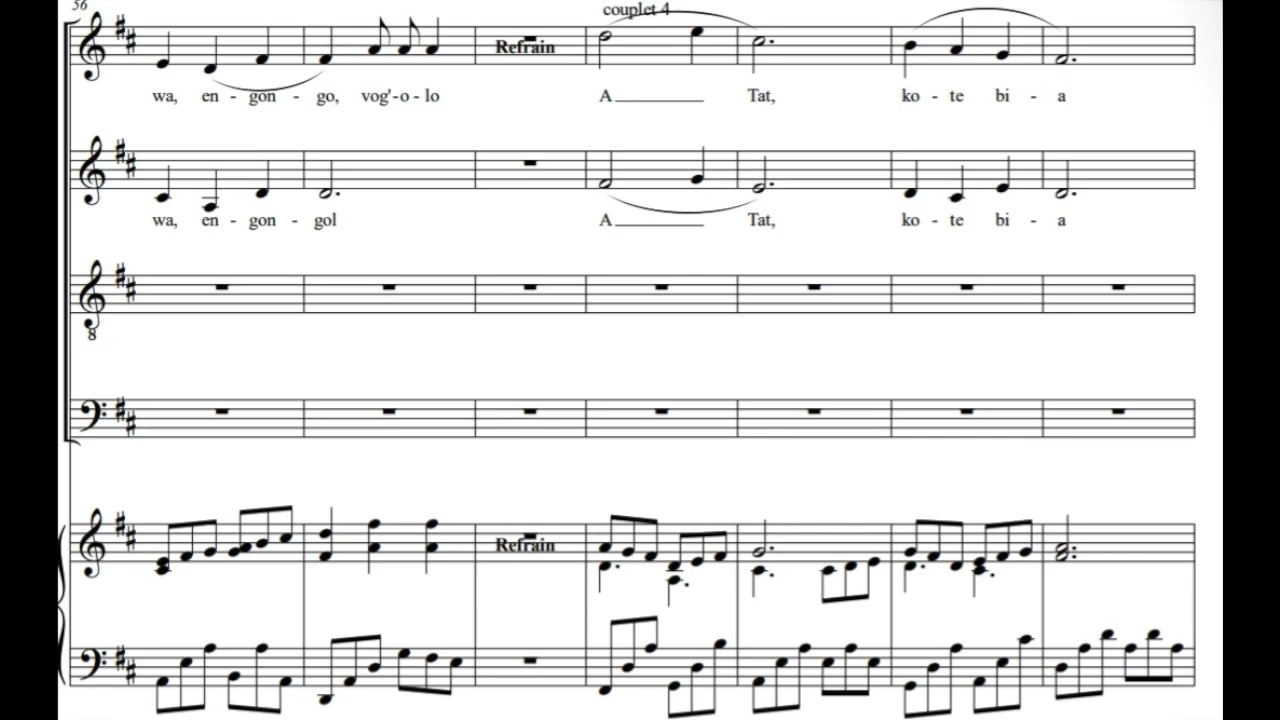 56
couplet 4
Refrain
wa, en - gon - go, vog'-o - lo A Tat, ko - te bi - a
wa, en - gon - gol A Tat, ko - te bi - a
8
Refrain